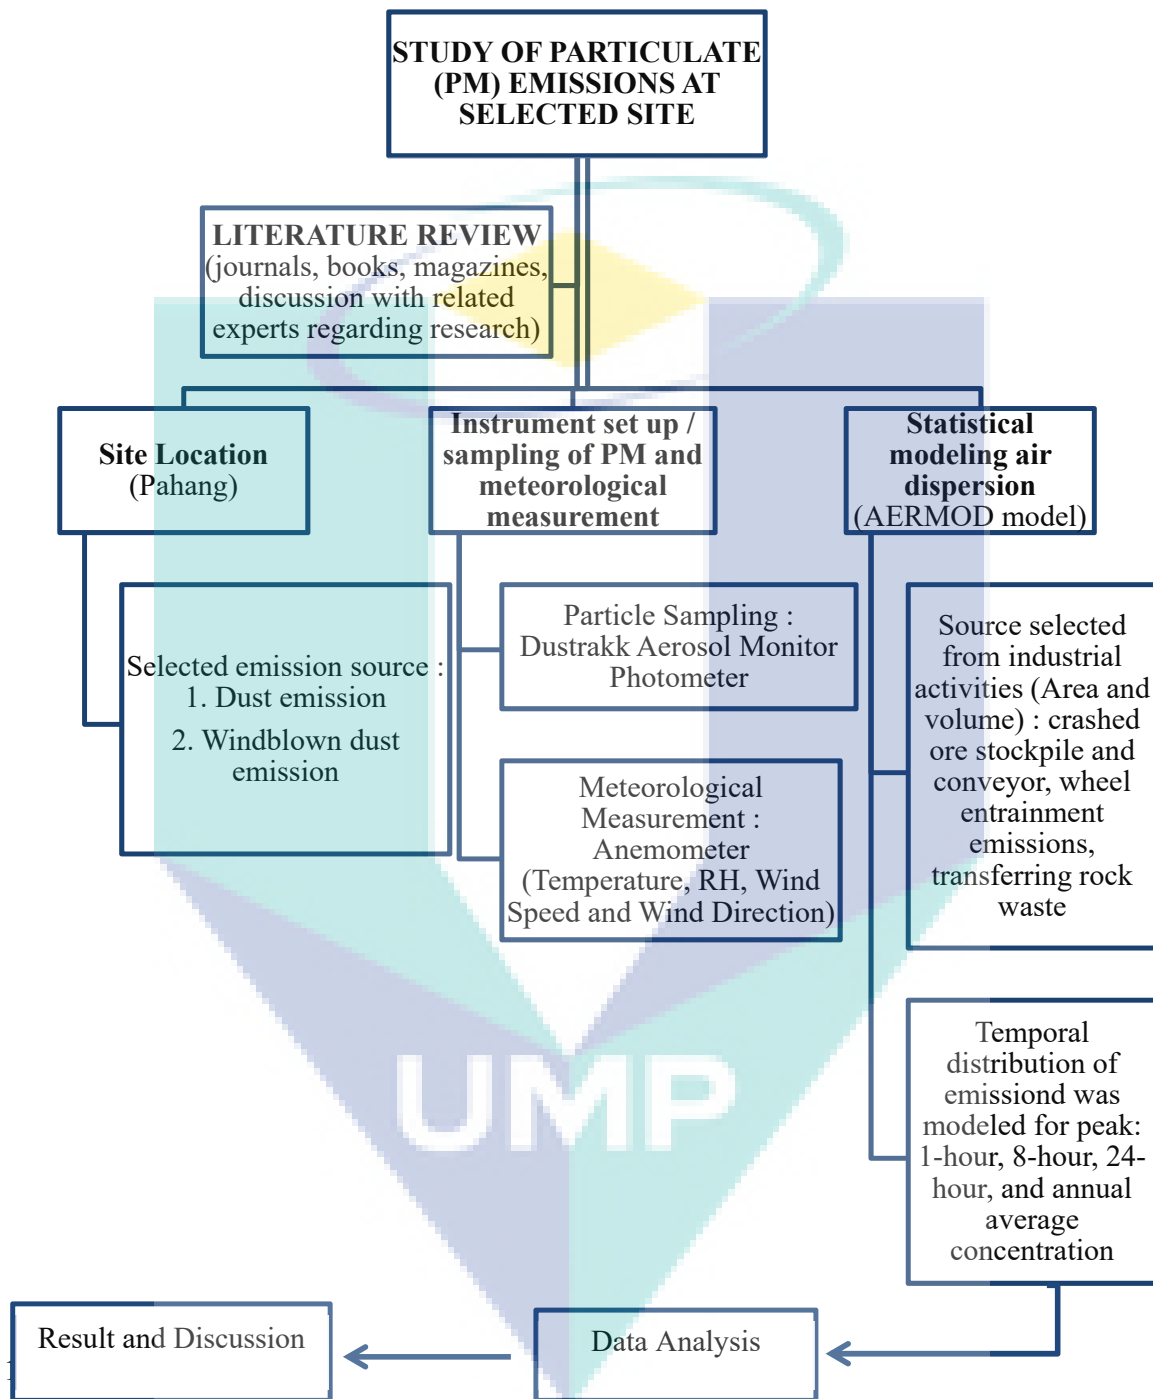 STUDY OF PARTICULATE
(PM) EMISSIONS AT
SELECTED SITE
LITERATURE REVIEW
(journals, books, magazines,
discussion with related
experts regarding research)
Site Location
(Pahang)
Instrument set up /
sampling of PM and
meteorological
measurement
Statistical
modeling air
dispersion
(AERMOD model)
Selected emission source :
1. Dust emission
2. Windblown dust
emission
Particle Sampling :
Dustrakk Aerosol Monitor
Photometer
Meteorological
Measurement :
Anemometer
(Temperature, RH, Wind
Speed and Wind Direction)
Source selected
from industrial
activities (Area and
volume) : crashed
ore stockpile and
conveyor, wheel
entrainment
emissions,
transferring rock
waste
Temporal
distribution of
emissiond was
modeled for peak:
1-hour, 8-hour, 24-
hour, and annual
average
concentration
UMP
Result and Discussion
Data Analysis